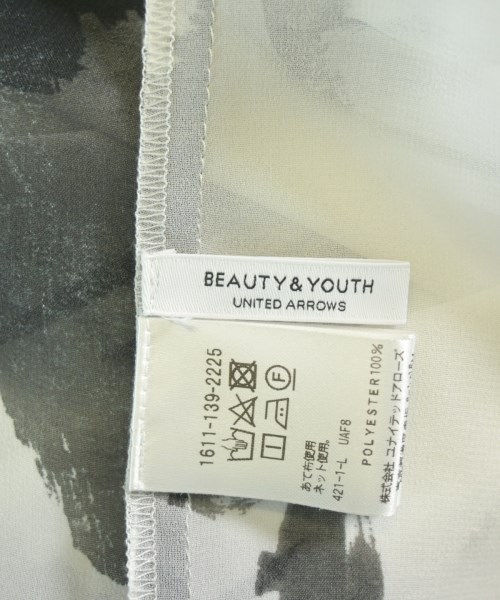 BEAUTY&YOUTH
UNITED ARROWS
1611-139-2225
F
あて布使用
ネット使用。
421-1-L UAF8
POLYESTER100%
株式会社 ユナイテッドアローズ